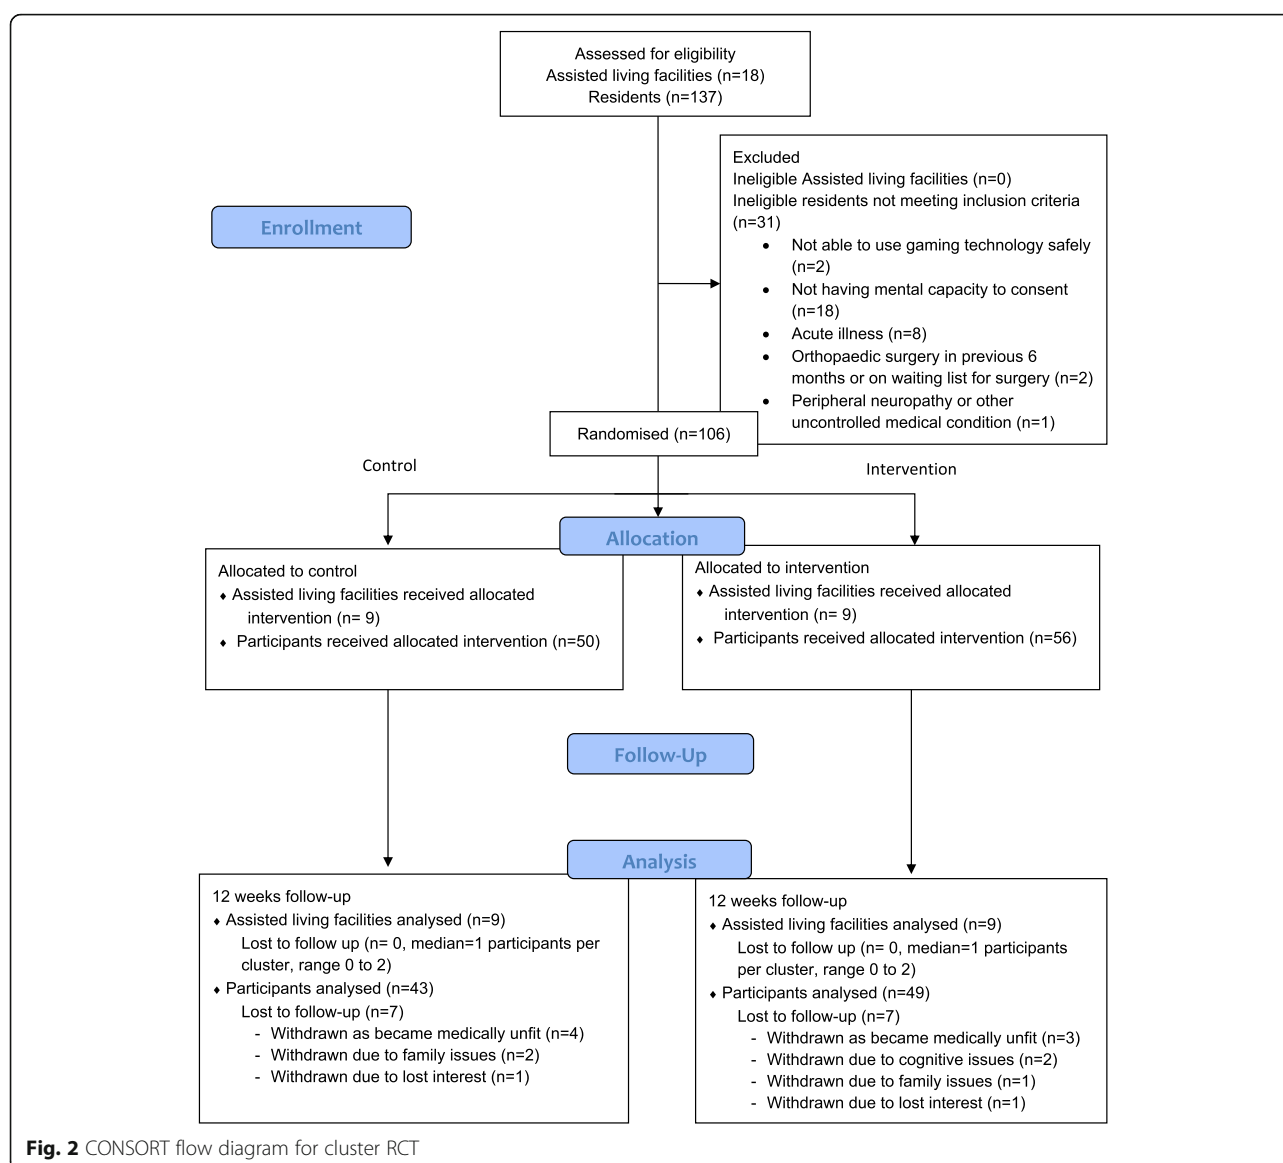 Assessed for eligibility
Assisted living facilities (n=18)
Residents (n=137)
Excluded
Ineligible Assisted living facilities (n=0)
Ineligible residents not meeting inclusion criteria
(n=31)
• Not able to use gaming technology safely
(n=2)
• Not having mental capacity to consent
(n=18)
• Acute illness (n=8)
• Orthopaedic surgery in previous 6
months or on waiting list for surgery (n=2)
• Peripheral neuropathy or other
uncontrolled medical condition (n=1)
Enrollment
Randomised (n=106)
Control
Intervention
Allocation
Allocated to control
♦ Assisted living facilities received allocated
intervention (n= 9)
♦ Participants received allocated intervention (n=50)
Allocated to intervention
♦ Assisted living facilities received allocated
intervention (n= 9)
♦ Participants received allocated intervention (n=56)
Follow-Up
Analysis
12 weeks follow-up
♦ Assisted living facilities analysed (n=9)
Lost to follow up (n= 0, median=1 participants per
cluster, range 0 to 2)
♦ Participants analysed (n=43)
Lost to follow-up (n=7)
- Withdrawn as became medically unfit (n=4)
- Withdrawn due to family issues (n=2)
- Withdrawn due to lost interest (n=1)
12 weeks follow-up
♦ Assisted living facilities analysed (n=9)
Lost to follow up (n= 0, median=1 participants
per cluster, range 0 to 2)
♦ Participants analysed (n=49)
Lost to follow-up (n=7)
- Withdrawn as became medically unfit (n=3)
- Withdrawn due to cognitive issues (n=2)
- Withdrawn due to family issues (n=1)
- Withdrawn due to lost interest (n=1)
Fig. 2 CONSORT flow diagram for cluster RCT